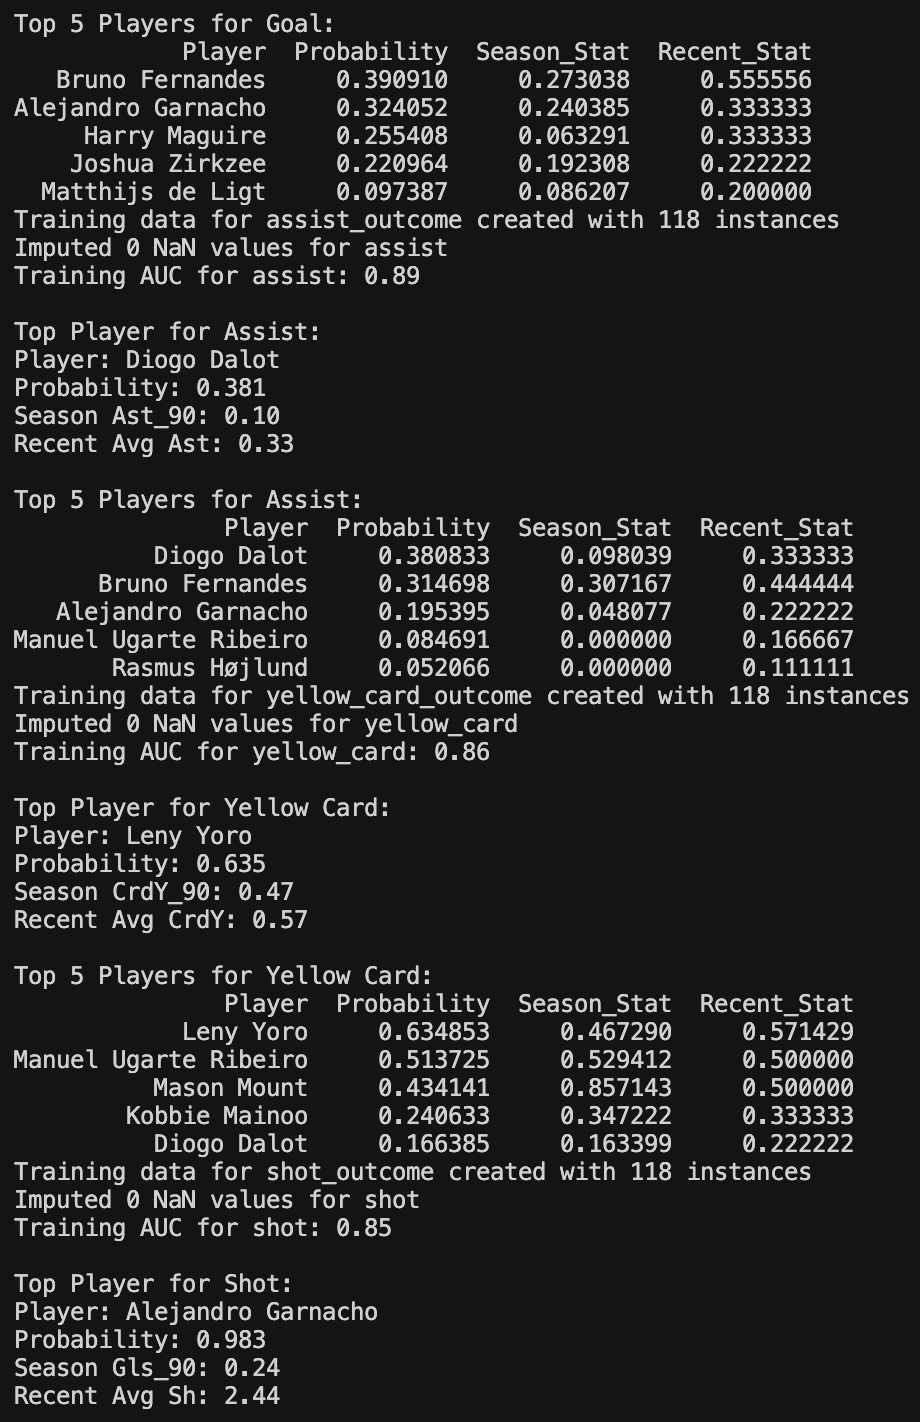 Top 5 Players for Goal:
Player Probability Season_Stat Recent_Stat
Bruno Fernandes 0.390910 0.273038 0.555556
Alejandro Garnacho 0.324052 0.240385 0.333333
Harry Maguire 0.255408 0.063291 0.333333
Joshua Zirkzee 0.220964 0.192308 0.222222
Matthijs de Ligt 0.097387 0.086207 0.200000
Training data for assist_outcome created with 118 instances
Imputed 0 NaN values for assist
Training AUC for assist: 0.89
Top Player for Assist:
Player: Diogo Dalot
Probability: 0.381
Season Ast_90: 0.10
Recent Avg Ast: 0.33
Top 5 Players for Assist:
Player Probability Season_Stat Recent_Stat
Diogo Dalot 0.380833 0.098039 0.333333
Bruno Fernandes 0.314698 0.307167 0.444444
Alejandro Garnacho 0.195395 0.048077 0.222222
Manuel Ugarte Ribeiro 0.084691 0.000000 0.166667
Rasmus Højlund 0.052066 0.000000 0.111111
Training data for yellow_card_outcome created with 118 instances
Imputed 0 NaN values for yellow_card
Training AUC for yellow_card: 0.86
Top Player for Yellow Card:
Player: Leny Yoro
Probability: 0.635
Season CrdY_90: 0.47
Recent Avg CrdY: 0.57
Top 5 Players for Yellow Card:
Player Probability Season_Stat Recent_Stat
Leny Yoro 0.634853 0.467290 0.571429
Manuel Ugarte Ribeiro 0.513725 0.529412 0.500000
Mason Mount 0.434141 0.857143 0.500000
Kobbie Mainoo 0.240633 0.347222 0.333333
Diogo Dalot 0.166385 0.163399 0.222222
Training data for shot_outcome created with 118 instances
Imputed 0 NaN values for shot
Training AUC for shot: 0.85
Top Player for Shot:
Player: Alejandro Garnacho
Probability: 0.983
Season Gls_90: 0.24
Recent Avg Sh: 2.44